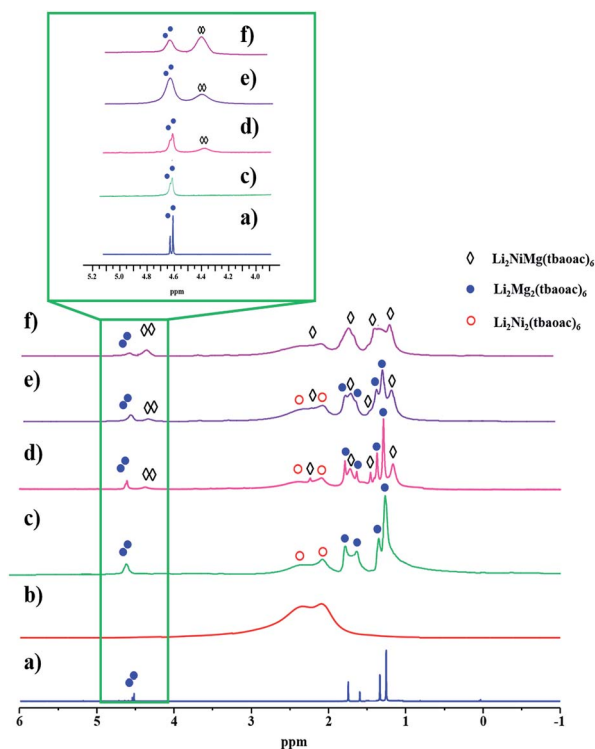 f)
e)
d)
c)
a)
5.2 5.0 4.8 4.6 4.4 4.2 4.0
ppm
Li2NiMg(tbaoac)6
Li2Mg2(tbaoac)6
Li2Ni2(tbaoac)6
f)
e)
d)
c)
b)
a)
6 5 4 3 2 1 0 -1
ppm